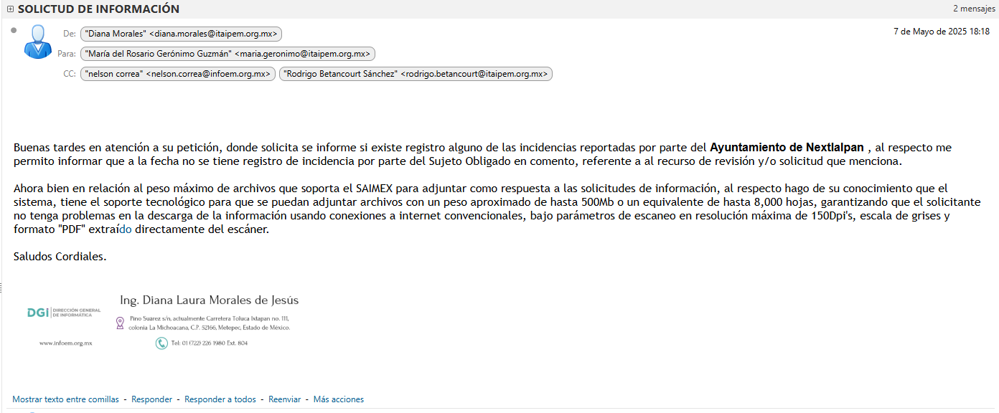 SOLICTUD DE INFORMACIÓN
2 mensajes
De: "Diana Morales" <diana.morales@itaipem.org.mx>
7 de Mayo de 2025 18:18
Para: "María del Rosario Gerónimo Guzmán" <maria.geronimo@itaipem.org.mx>
CC: "nelson correa" <nelson.correa@infoem.org.mx> "Rodrigo Betancourt Sánchez" <rodrigo.betancourt@itaipem.org.mx>
Buenas tardes en atención a su petición, donde solicita se informe si existe registro alguno de las incidencias reportadas por parte del Ayuntamiento de Nextlalpan , al respecto me
permito informar que a la fecha no se tiene registro de incidencia por parte del Sujeto Obligado en comento, referente a al recurso de revisión y/o solicitud que menciona.
Ahora bien en relación al peso máximo de archivos que soporta el SAIMEX para adjuntar como respuesta a las solicitudes de información, al respecto hago de su conocimiento que el
sistema, tiene el soporte tecnológico para que se puedan adjuntar archivos con un peso aproximado de hasta 500Mb o un equivalente de hasta 8,000 hojas, garantizando que el solicitante
no tenga problemas en la descarga de la información usando conexiones a internet convencionales, bajo parámetros de escaneo en resolución máxima de 150Dpi's, escala de grises y
formato "PDF" extraído directamente del escáner.
Saludos Cordiales.
Ing. Diana Laura Morales de Jesús
DGI DIRECCIÓN GENERAL
DE INFORMÁTICA
Pino Suárez s/n, actualmente Carretera Toluca Ixtapan no. 111,
colonia La Michoacana, C.P. 52166, Metepec, Estado de México.
www.infoem.org.mx
Tel: 01 (722) 226 1980 Ext. 804
Mostrar texto entre comillas - Responder - Responder a todos - Reenviar - Más acciones